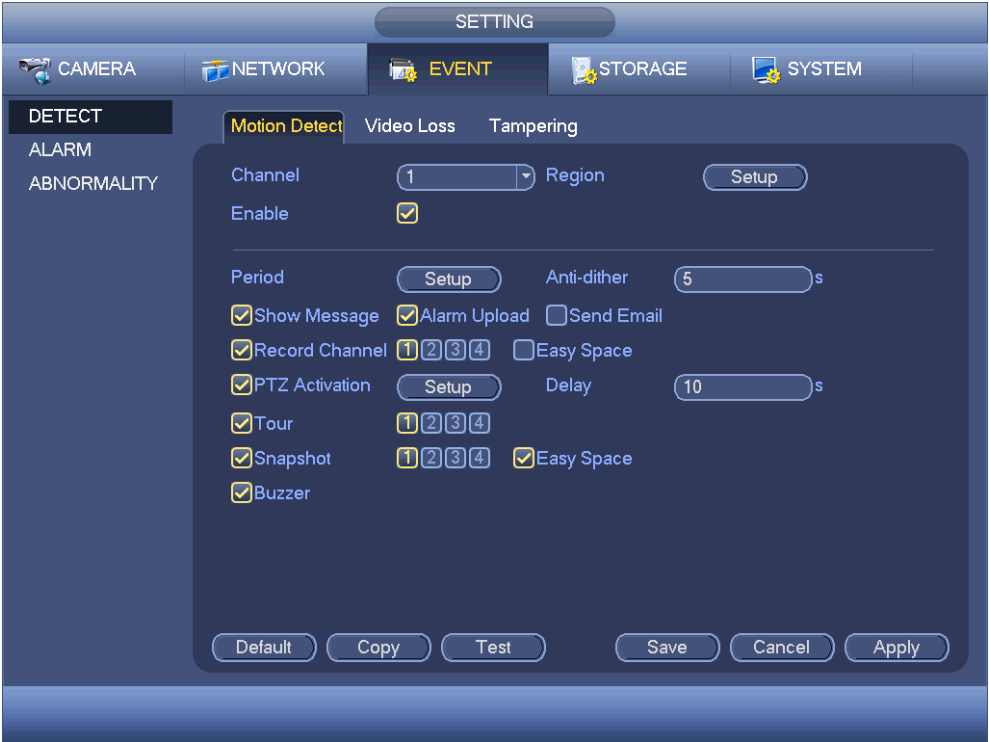 SETTING
CAMERA NETWORK EVENT STORAGE SYSTEM
DETECT
ALARM
ABNORMALITY
Motion Detect Video Loss Tampering
Channel 1 Region Setup
Enable
Period Setup Anti-dither 5 s
Show Message Alarm Upload Send Email
Record Channel 1 2 3 4 Easy Space
PTZ Activation Setup Delay 10 s
Tour 1 2 3 4
Snapshot 1 2 3 4 Easy Space
Buzzer
Default Copy Test Save Cancel Apply